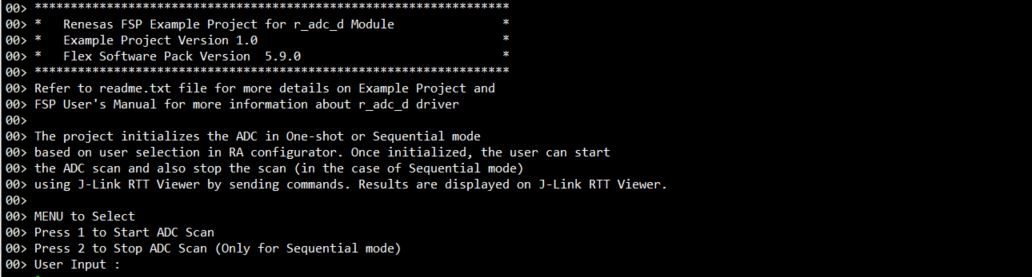 00> ******************************************************************
00> *   Renesas FSP Example Project for r_adc_d Module               *
00> *   Example Project Version 1.0                                  *
00> *   Flex Software Pack Version  5.9.0                            *
00> ******************************************************************
00> Refer to readme.txt file for more details on Example Project and
00> FSP User's Manual for more information about r_adc_d driver
00>
00> The project initializes the ADC in One-shot or Sequential mode
00> based on user selection in RA configurator. Once initialized, the user can start
00> the ADC scan and also stop the scan (in the case of Sequential mode)
00> using J-Link RTT Viewer by sending commands. Results are displayed on J-Link RTT Viewer.
00>
00> MENU to Select
00> Press 1 to Start ADC Scan
00> Press 2 to Stop ADC Scan (Only for Sequential mode)
00> User Input :